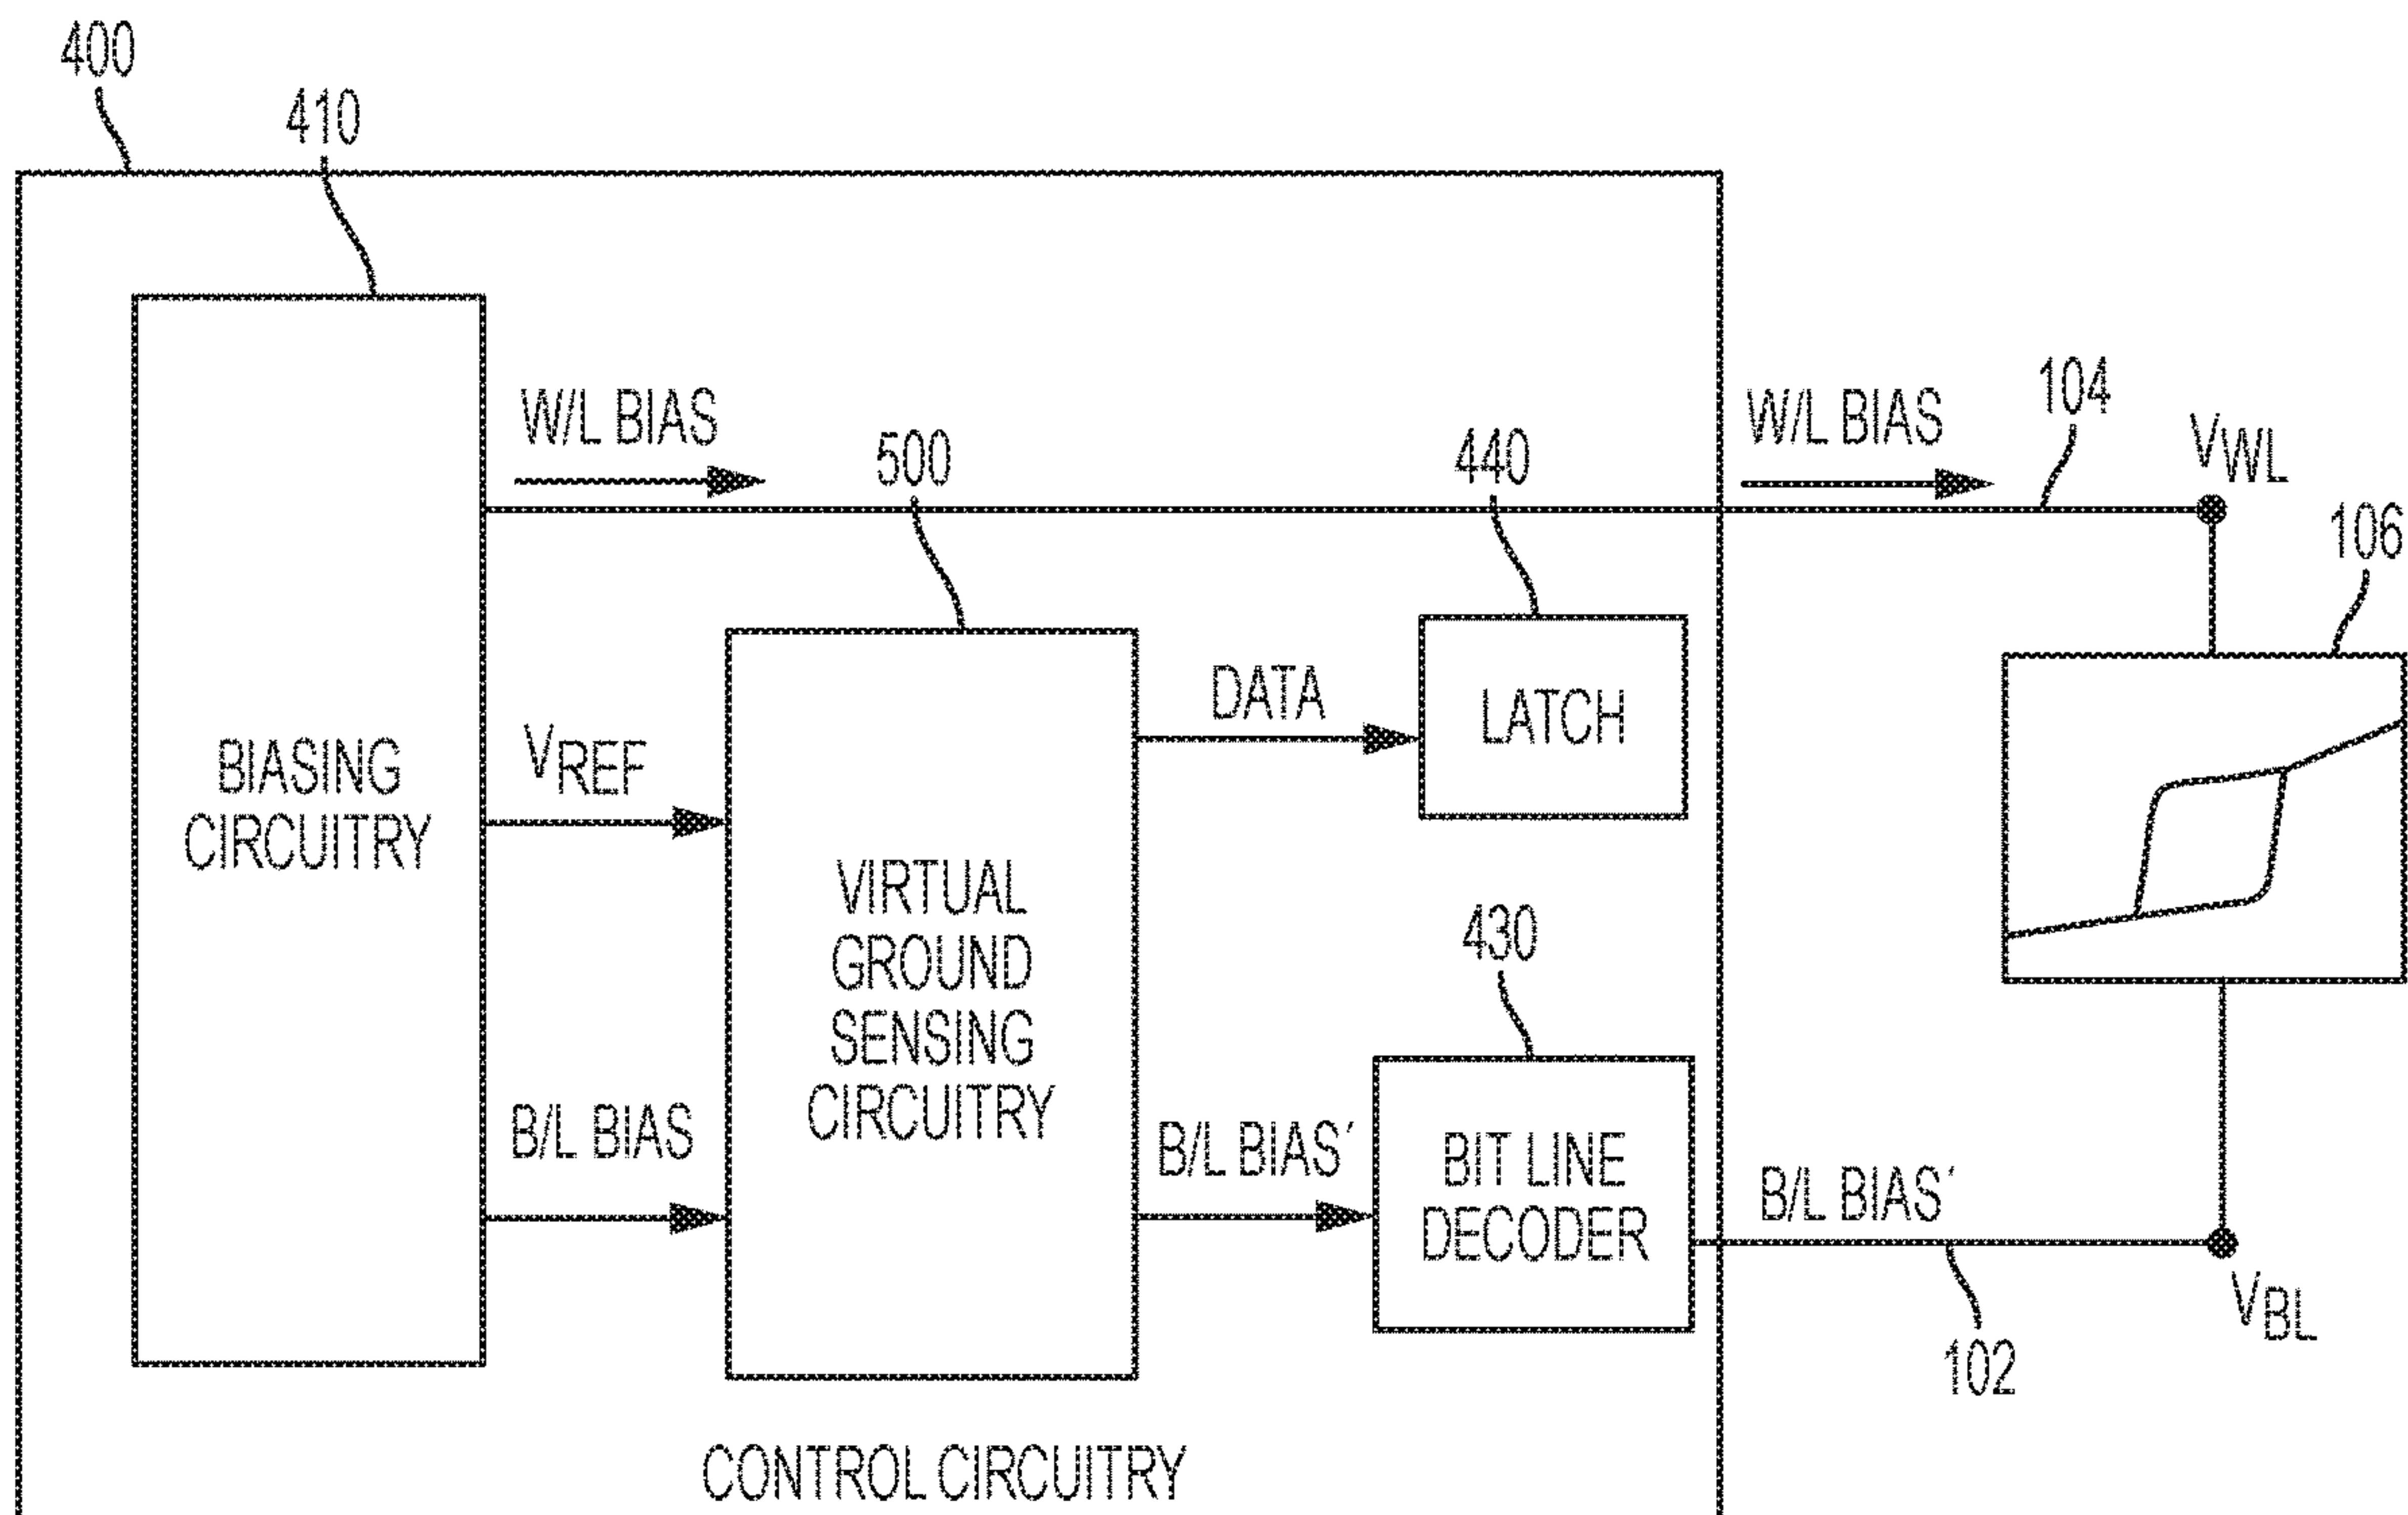 400
410
W/L BIAS
500
440
W/L BIAS
104
VWL
106
BIASING
CIRCUITRY
VREF
DATA
LATCH
VIRTUAL
GROUND
SENSING
CIRCUITRY
430
B/L BIAS
B/L BIAS′
BIT LINE
DECODER
B/L BIAS′
102
VBL
CONTROL CIRCUITRY